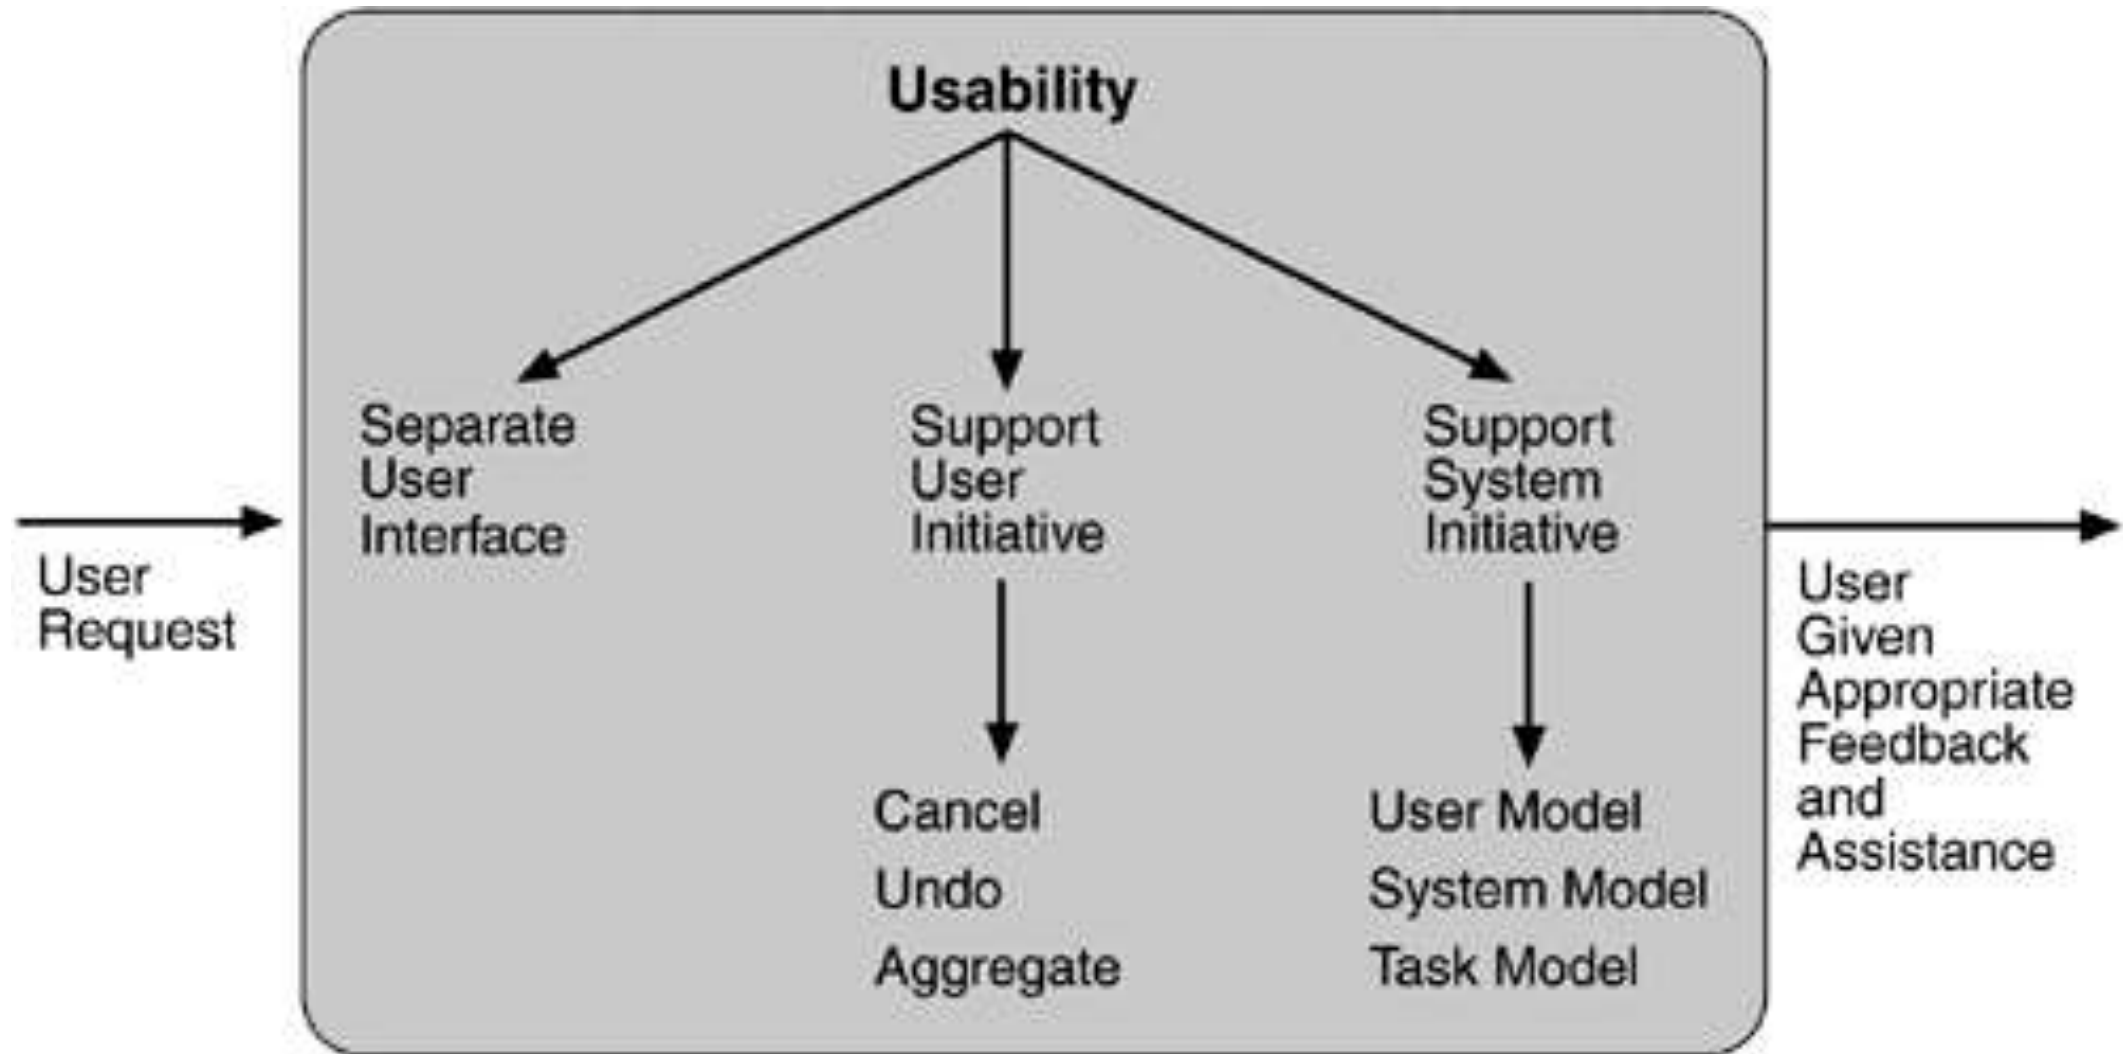 Usability
Separate
User
Interface
Support
User
Initiative
Support
System
Initiative
User
Request
Cancel
Undo
Aggregate
User Model
System Model
Task Model
User
Given
Appropriate
Feedback
and
Assistance